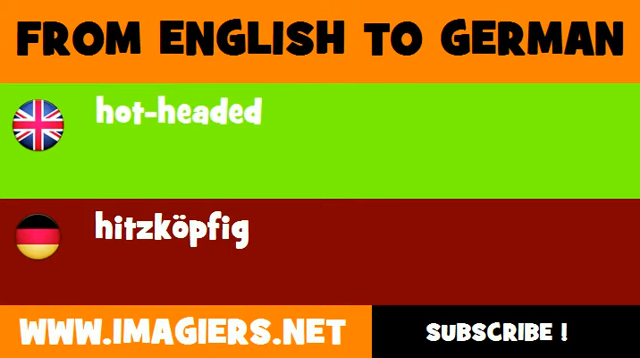 FROM ENGLISH TO GERMAN
hot-headed
hitzköpfig
WWW.IMAGIERS.NET
SUBSCRIBE !